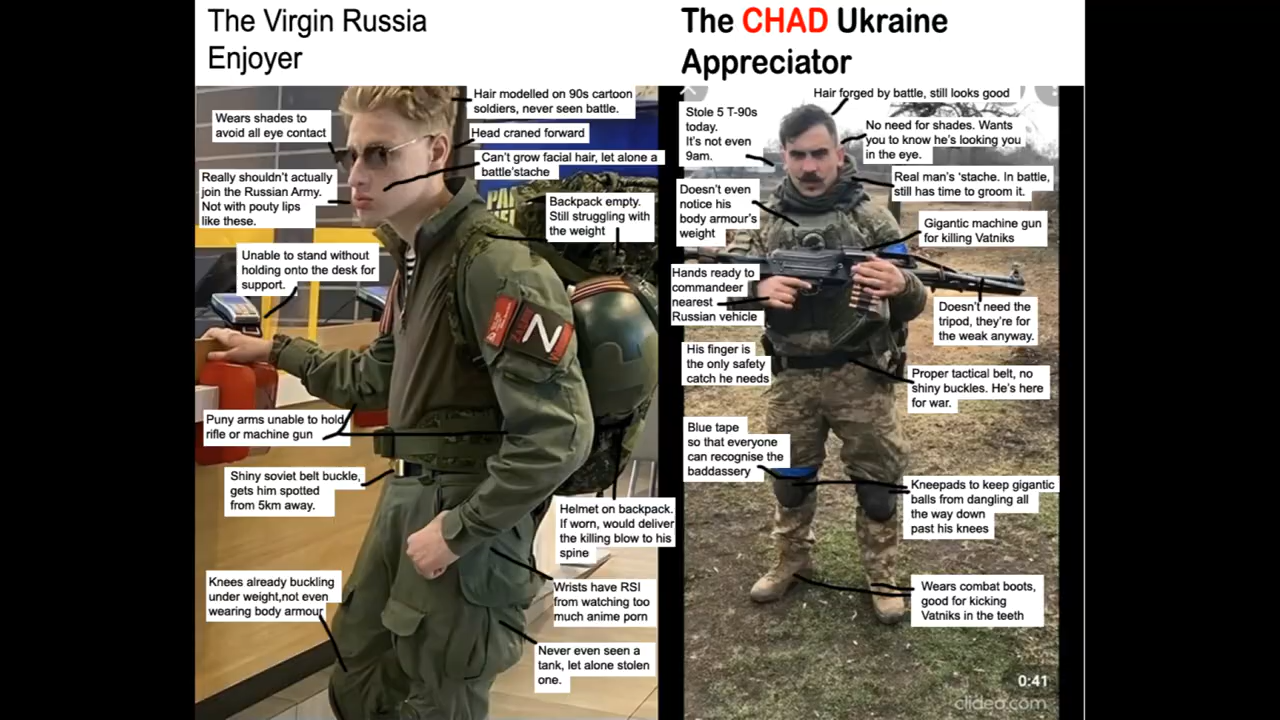 The Virgin Russia
Enjoyer
Hair modelled on 90s cartoon
soldiers, never seen battle.
Wears shades to
avoid all eye contact
Head craned forward
Can't grow facial hair, let alone a
battle'stache
Really shouldn't actually
join the Russian Army.
Not with pouty lips
like these.
Backpack empty.
Still struggling with
the weight
Unable to stand without
holding onto the desk for
support.
Z
Puny arms unable to hold
rifle or machine gun
Shiny soviet belt buckle,
gets him spotted
from 5km away.
Helmet on backpack.
If worn, would deliver
the killing blow to his
spine
Knees already buckling
under weight,not even
wearing body armour
Wrists have RSI
from watching too
much anime porn
Never even seen a
tank, let alone stolen
one.
The CHAD Ukraine
Appreciator
Hair forged by battle, still looks good
Stole 5 T-90s
today.
It's not even
9am.
No need for shades. Wants
you to know he's looking you
in the eye.
Real man's 'stache. In battle,
still has time to groom it.
Doesn't even
notice his
body armour's
weight
Gigantic machine gun
for killing Vatniks
Hands ready to
commandeer
nearest
Russian vehicle
Doesn't need the
tripod, they're for
the weak anyway.
His finger is
the only safety
catch he needs
Proper tactical belt, no
shiny buckles. He's here
for war.
Blue tape
so that everyone
can recognise the
baddassery
Kneepads to keep gigantic
balls from dangling all
the way down
past his knees
Wears combat boots,
good for kicking
Vatniks in the teeth
0:41
clideo.com